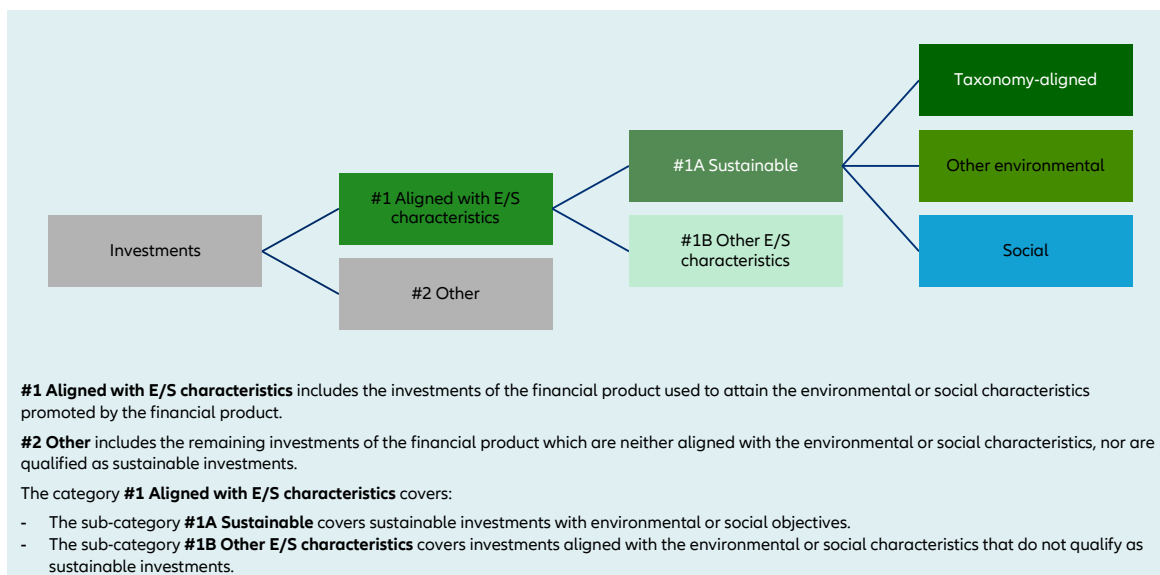 Taxonomy-aligned
#1A Sustainable
Other environmental
#1 Aligned with E/S
characteristics
Investments
#1B Other E/S
characteristics
Social
#2 Other
#1 Aligned with E/S characteristics includes the investments of the financial product used to attain the environmental or social characteristics
promoted by the financial product.
#2 Other includes the remaining investments of the financial product which are neither aligned with the environmental or social characteristics, nor are
qualified as sustainable investments.
The category #1 Aligned with E/S characteristics covers:
- The sub-category #1A Sustainable covers sustainable investments with environmental or social objectives.
- The sub-category #1B Other E/S characteristics covers investments aligned with the environmental or social characteristics that do not qualify as
sustainable investments.